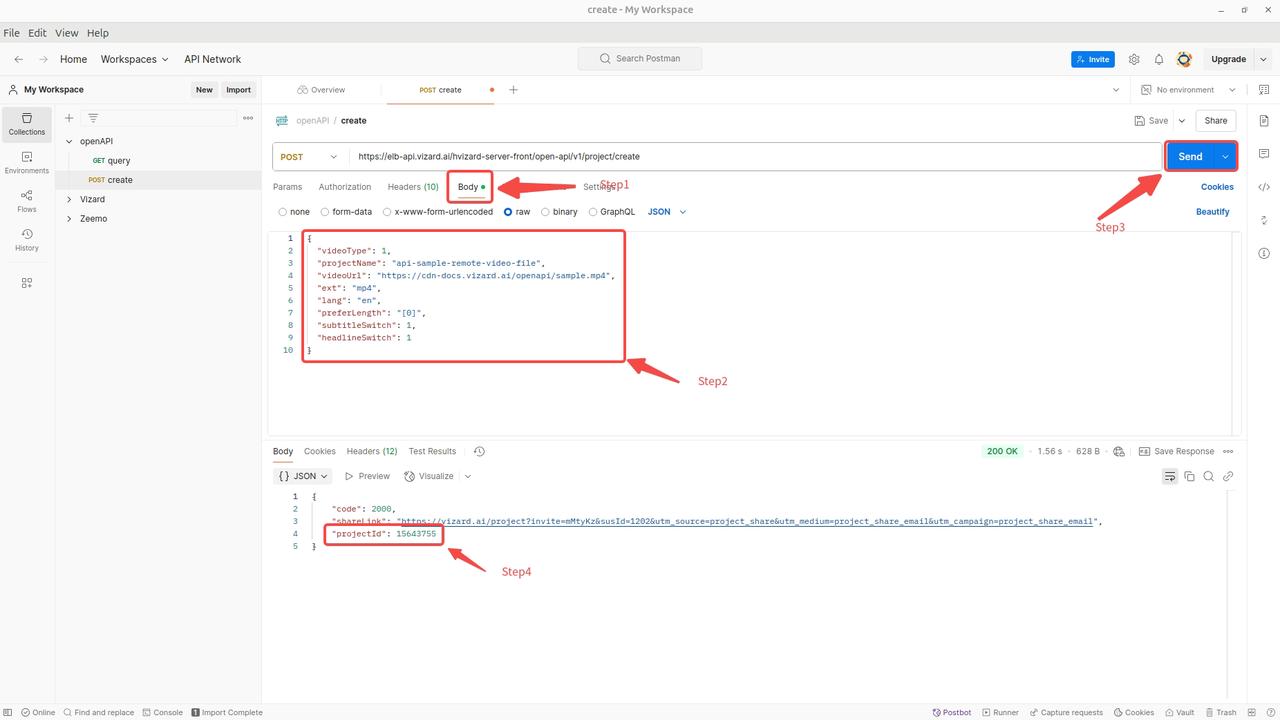 create - My Workspace
File Edit View Help
Home Workspaces API Network Search Postman Invite Upgrade
My Workspace New Import Overview POST create No environment
Collections
Environments
Flows
History
openAPI
GET query
POST create
Vizard
Zeemo
openAPI / create Save Share
POST https://elb-api.vizard.ai/hvizard-server-front/open-api/v1/project/create Send
Params Authorization Headers (10) Body Step1 Cookies
none form-data x-www-form-urlencoded raw binary GraphQL JSON Beautify
Step3
1 {
2 "videoType": 1,
3 "projectName": "api-sample-remote-video-file",
4 "videoUrl": "https://cdn-docs.vizard.ai/openapi/sample.mp4",
5 "ext": "mp4",
6 "lang": "en",
7 "preferLength": "[0]",
8 "subtitleSwitch": 1,
9 "headlineSwitch": 1
10 }
Step2
Body Cookies Headers (12) Test Results 200 OK 1.56 s 628 B Save Response
{} JSON Preview Visualize
1 {
2 "code": 2000,
3 "shareLink": "https://vizard.ai/project?invite=mMtyKz&susId=1202&utm_source=project_share&utm_medium=project_share_email&utm_campaign=project_share_email",
4 "projectId": 15643755
5 }
Step4
Online Find and replace Console Import Complete Postbot Runner Capture requests Cookies Vault Trash